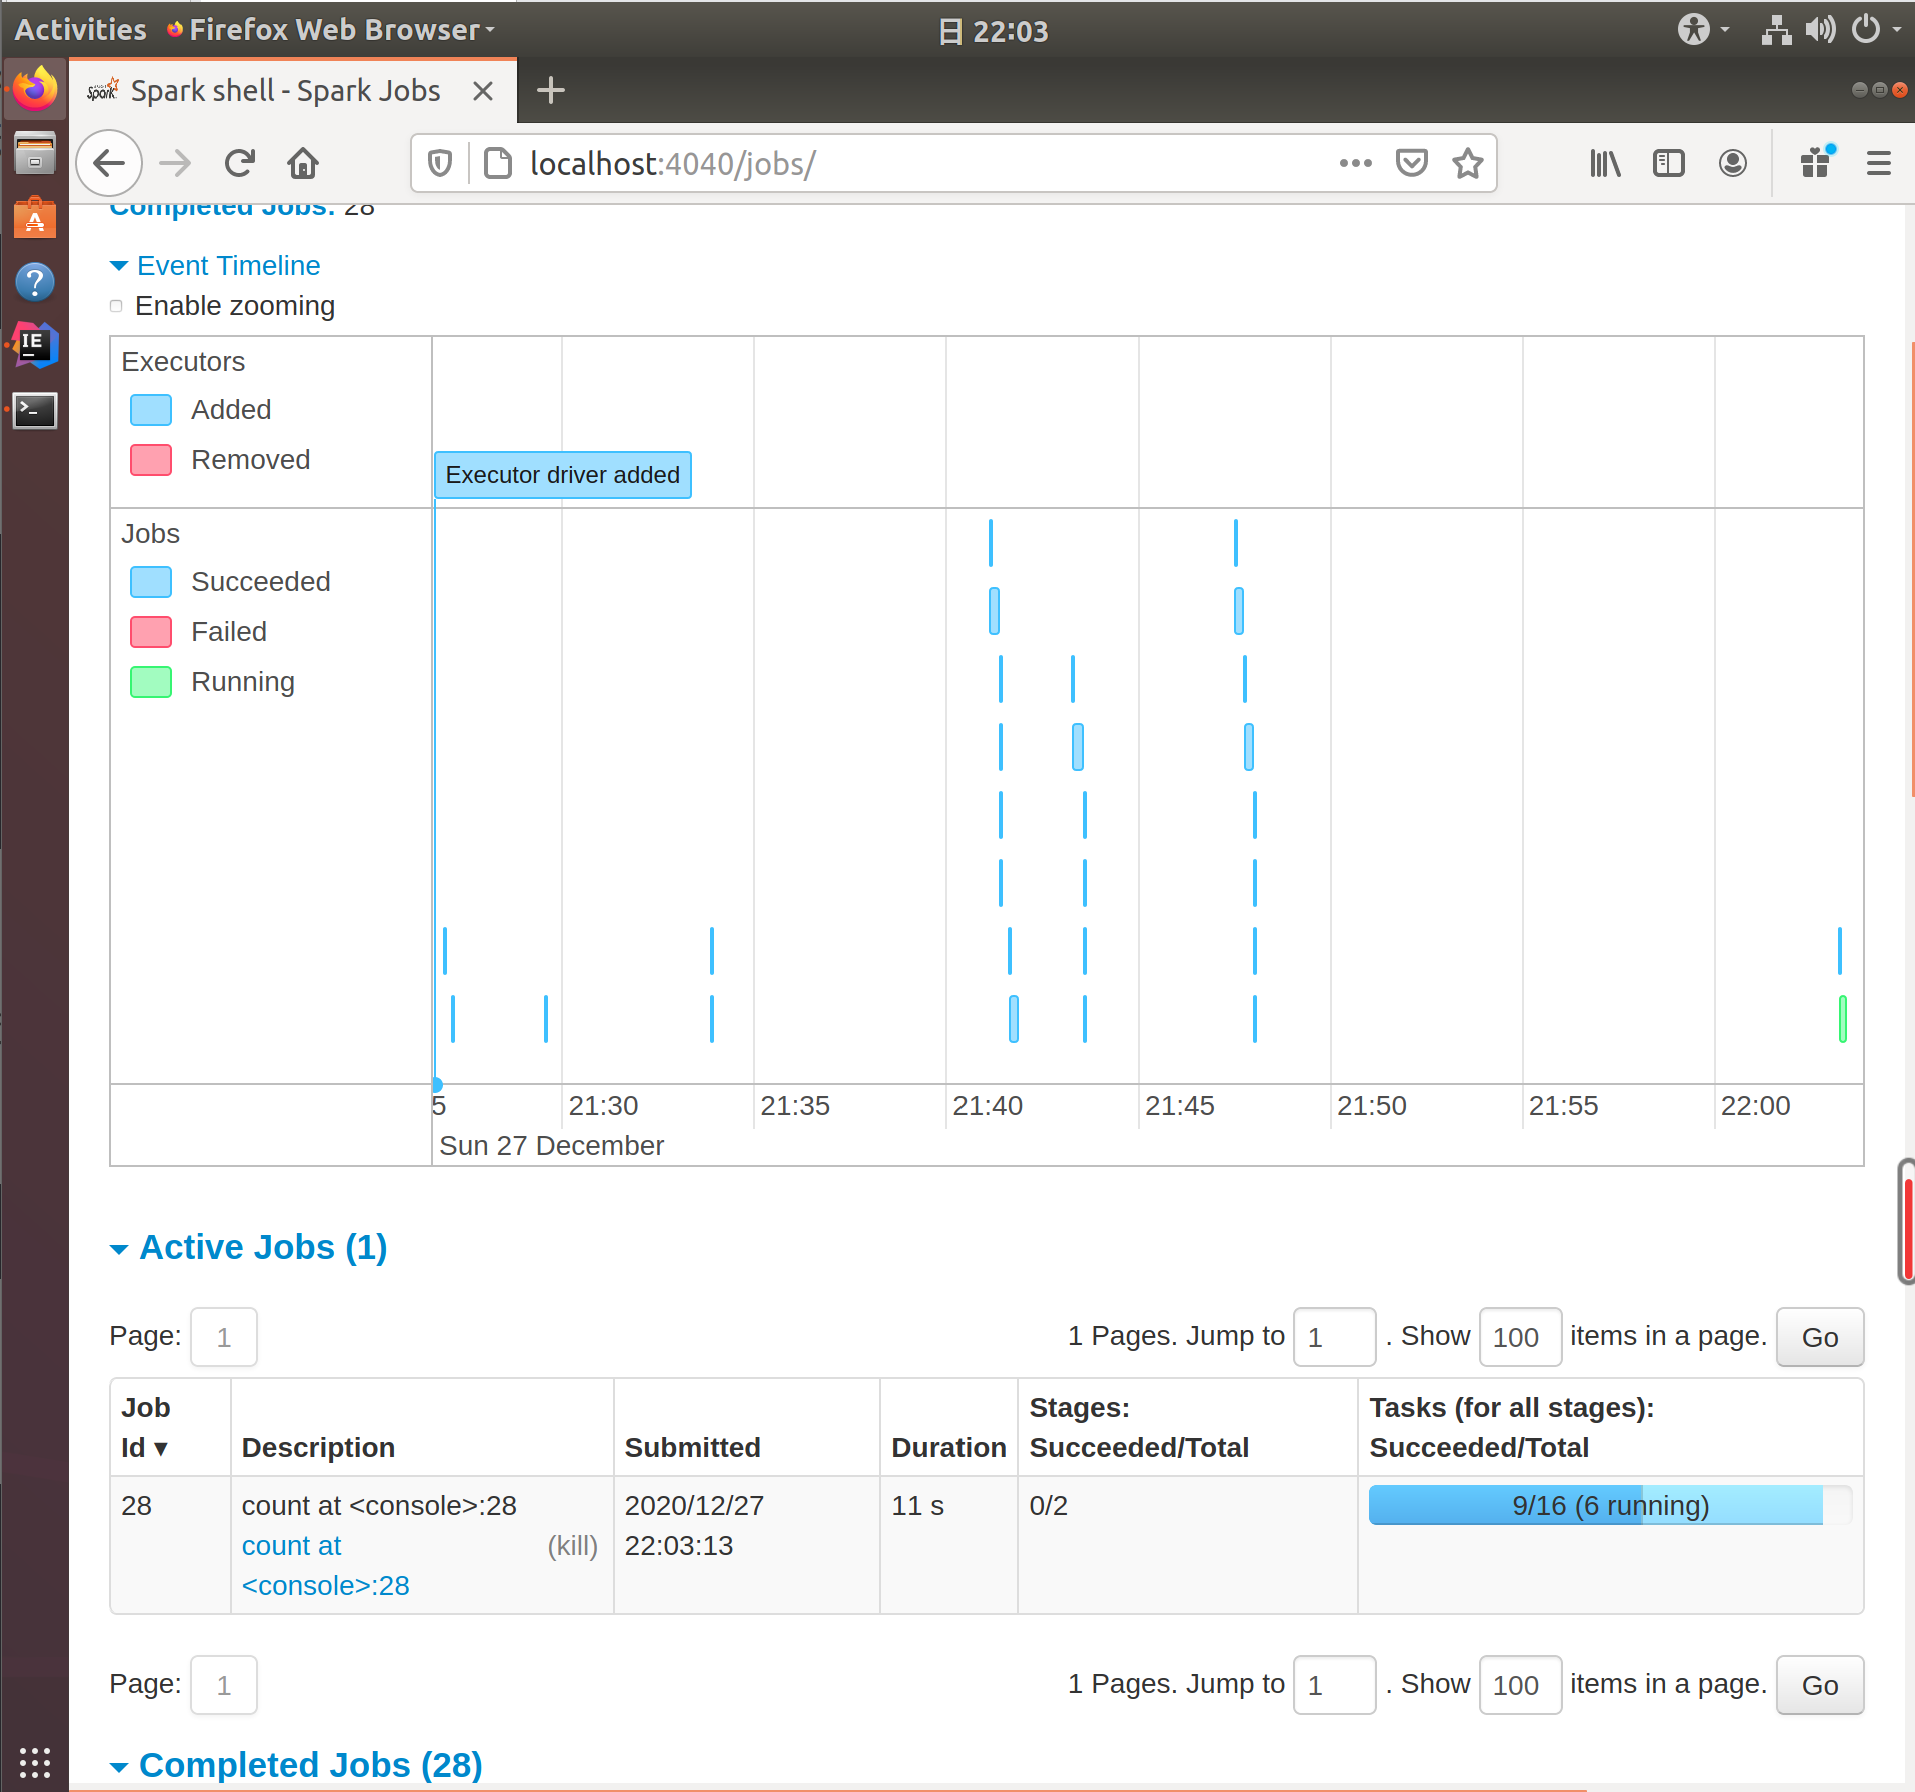 Activities Firefox Web Browser 日 22:03
Spark shell - Spark Jobs
localhost:4040/jobs/
Completed Jobs: 28
Event Timeline
Enable zooming
Executors
Added
Removed
Executor driver added
Jobs
Succeeded
Failed
Running
5 21:30 21:35 21:40 21:45 21:50 21:55 22:00
Sun 27 December
Active Jobs (1)
Page: 1 1 Pages. Jump to 1 . Show 100 items in a page. Go
Job Id ▾ Description Submitted Duration Stages: Succeeded/Total Tasks (for all stages): Succeeded/Total
28 count at <console>:28 2020/12/27 11 s 0/2 9/16 (6 running)
count at (kill) 22:03:13
<console>:28
Page: 1 1 Pages. Jump to 1 . Show 100 items in a page. Go
Completed Jobs (28)